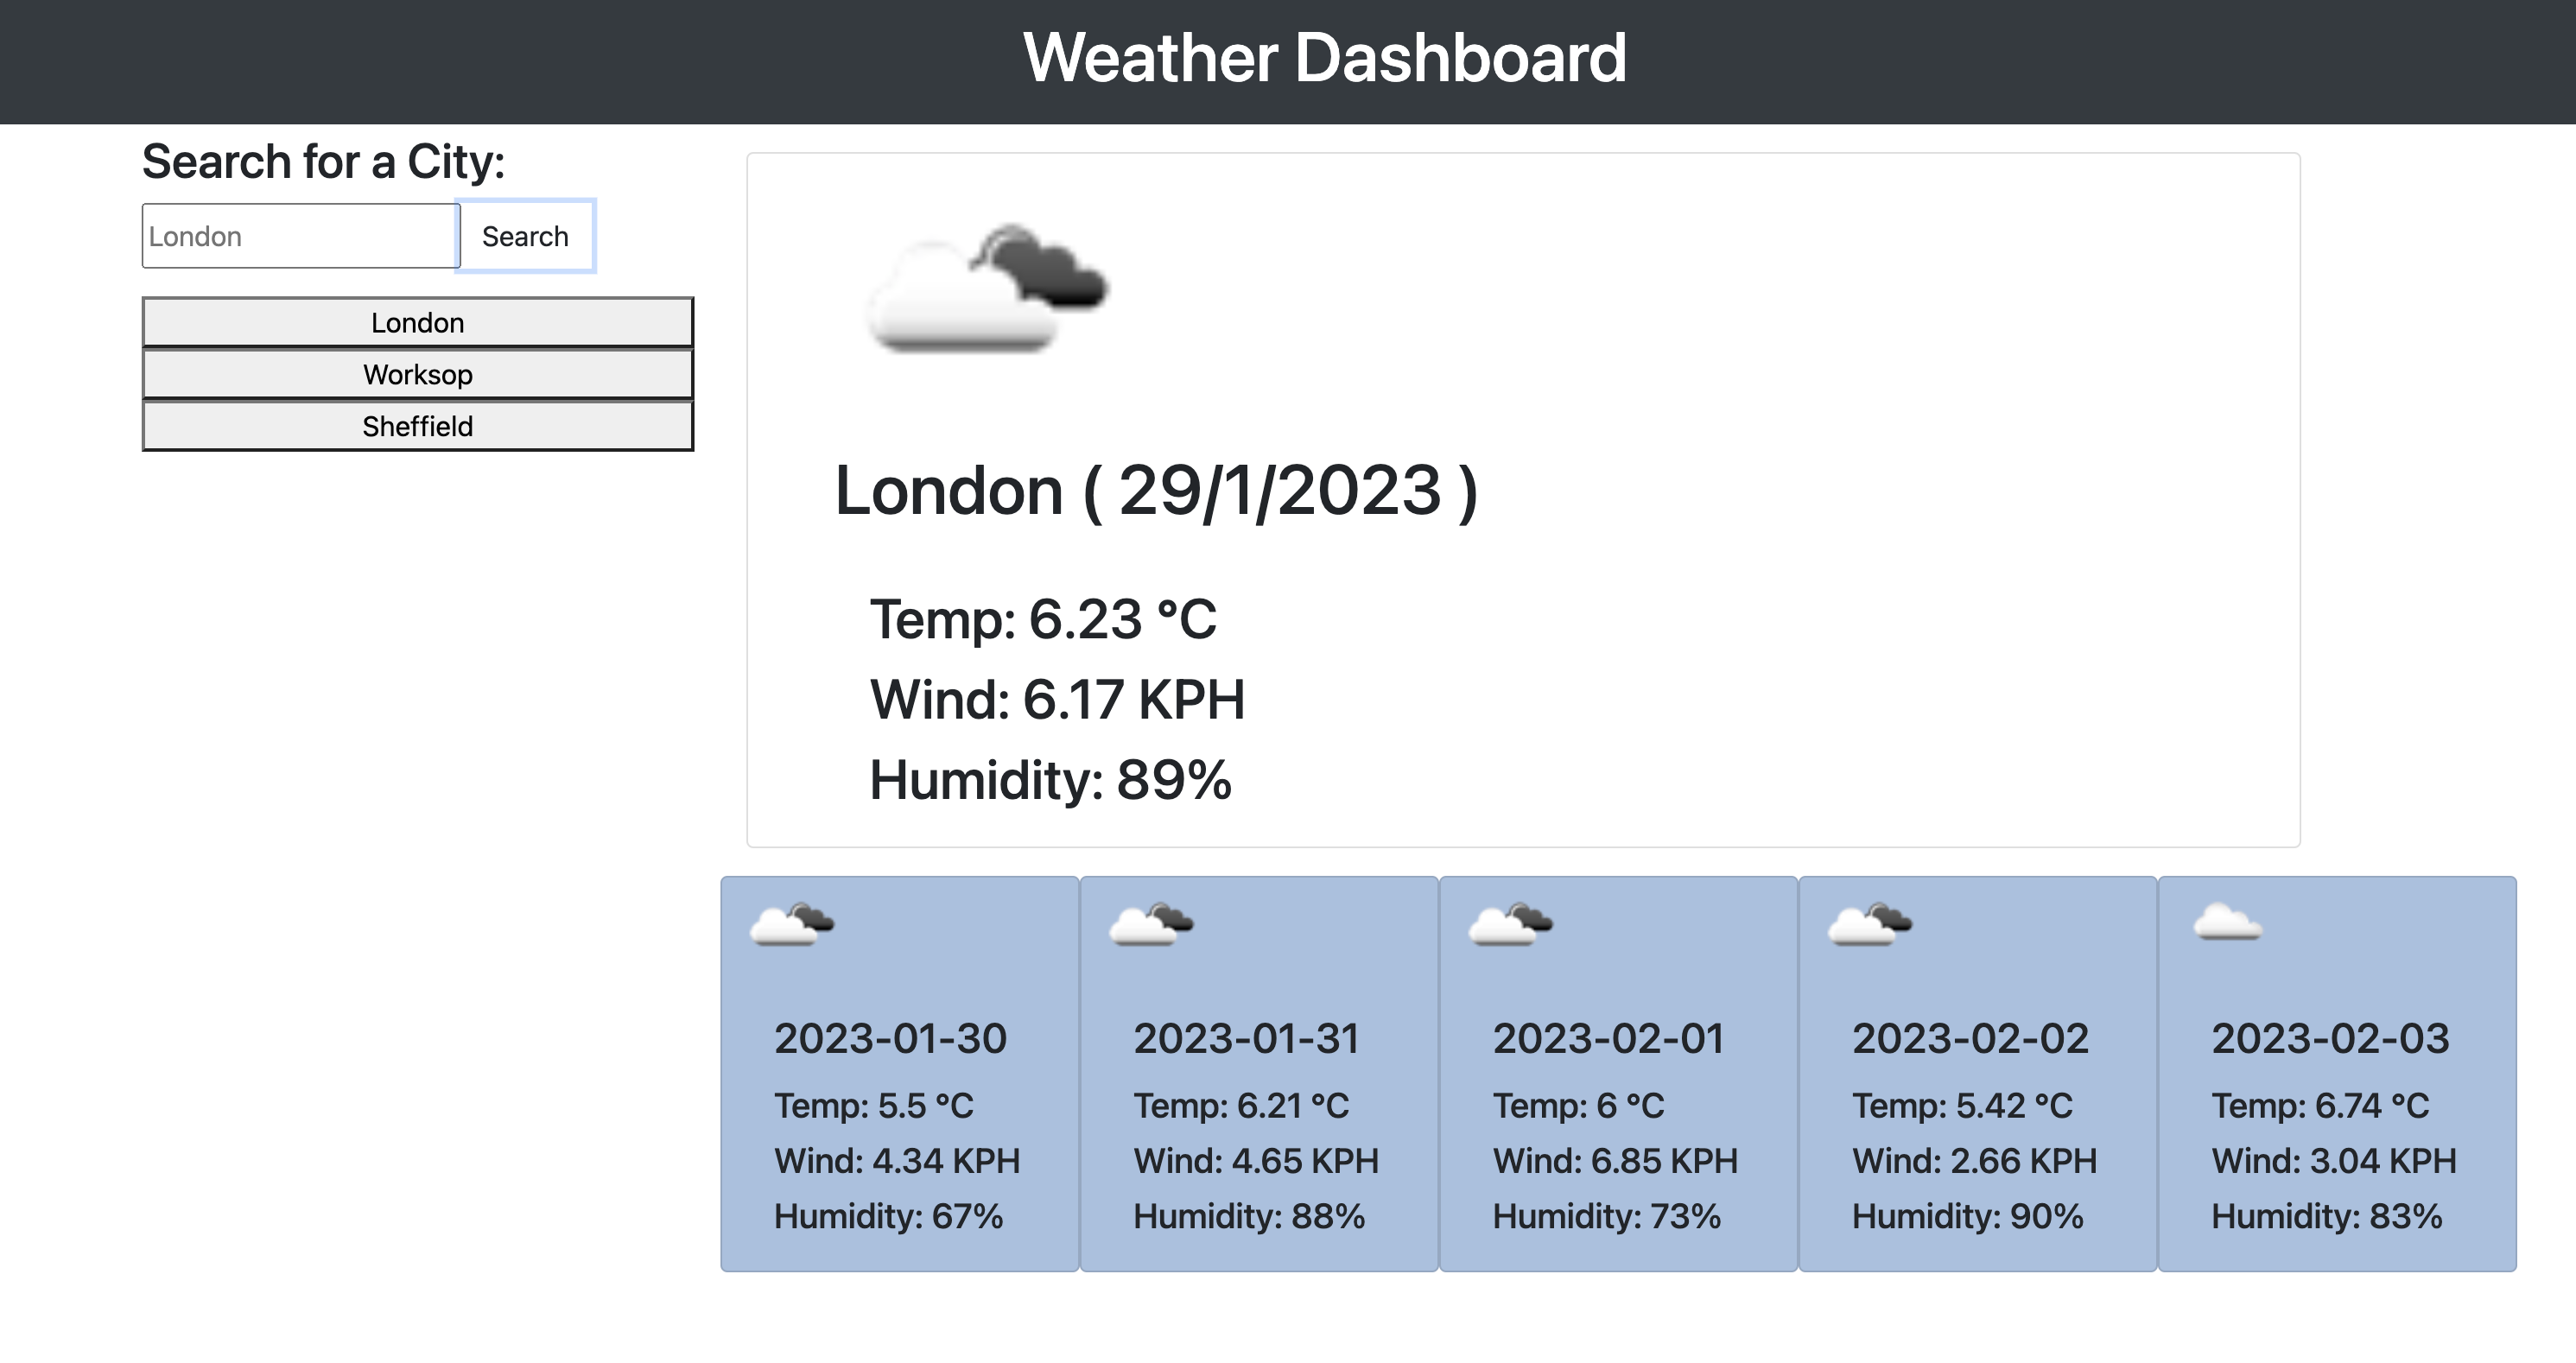 Weather Dashboard
Search for a City:
London
Search
London
Worksop
Sheffield
London ( 29/1/2023 )
Temp: 6.23 °C
Wind: 6.17 KPH
Humidity: 89%
2023-01-30
Temp: 5.5 °C
Wind: 4.34 KPH
Humidity: 67%
2023-01-31
Temp: 6.21 °C
Wind: 4.65 KPH
Humidity: 88%
2023-02-01
Temp: 6 °C
Wind: 6.85 KPH
Humidity: 73%
2023-02-02
Temp: 5.42 °C
Wind: 2.66 KPH
Humidity: 90%
2023-02-03
Temp: 6.74 °C
Wind: 3.04 KPH
Humidity: 83%